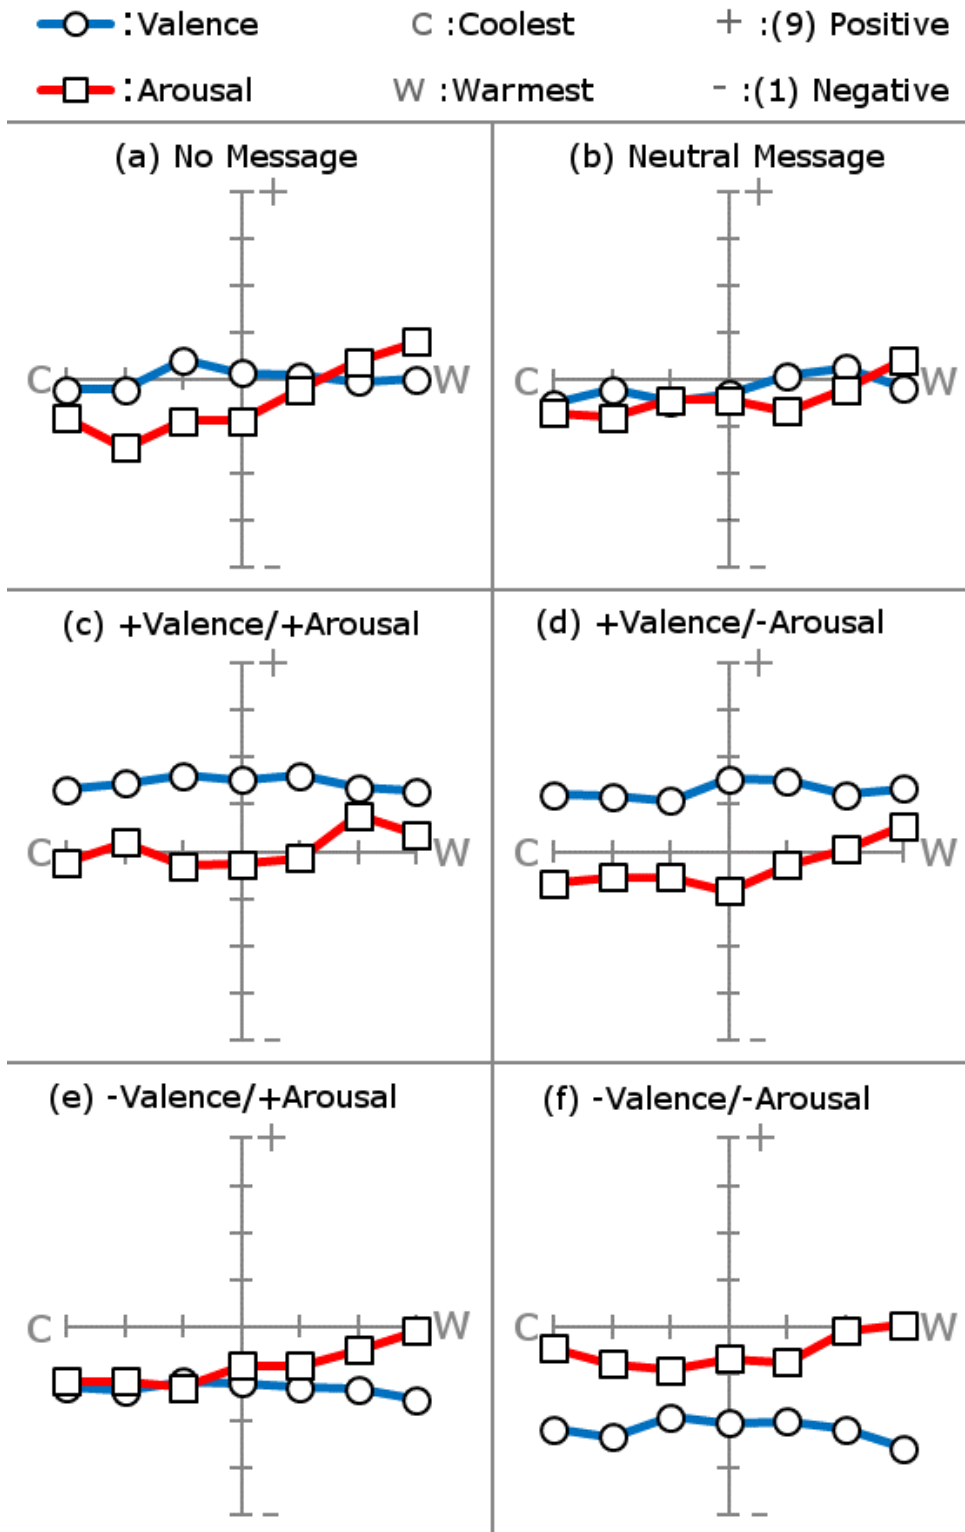 :Valence C :Coolest + :(9) Positive
:Arousal W :Warmest - :(1) Negative
(a) No Message
(b) Neutral Message
+
+
C W
C W
-
-
(c) +Valence/+Arousal
(d) +Valence/-Arousal
+
+
C W
C W
-
-
(e) -Valence/+Arousal
(f) -Valence/-Arousal
+
+
C W
C W
-
-